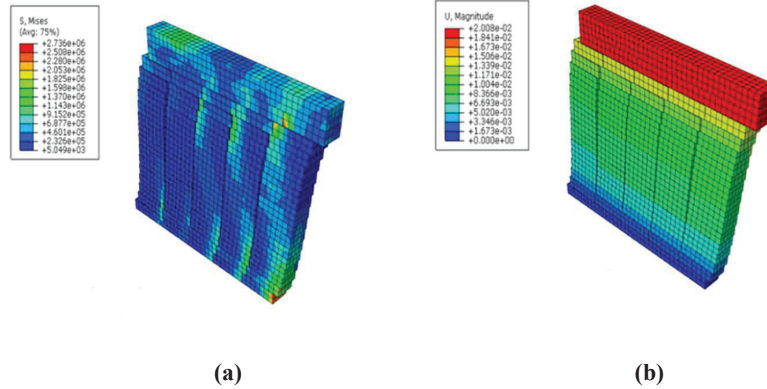 S, Mises
(Avg: 75%)
+2.736e+06
+2.508e+06
+2.280e+06
+2.053e+06
+1.825e+06
+1.598e+06
+1.370e+06
+1.143e+06
+9.152e+05
+6.877e+05
+4.601e+05
+2.326e+05
+5.049e+03
U, Magnitude
+2.008e-02
+1.841e-02
+1.673e-02
+1.506e-02
+1.339e-02
+1.171e-02
+1.004e-02
+8.366e-03
+6.693e-03
+5.020e-03
+3.346e-03
+1.673e-03
+0.000e+00
(a)
(b)